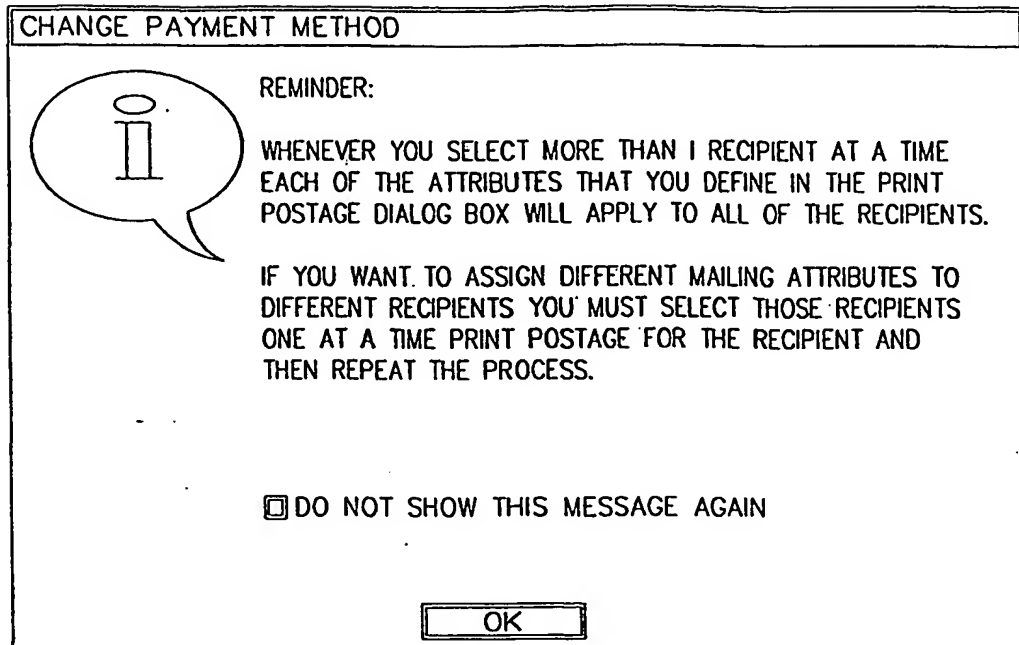 CHANGE PAYMENT METHOD
REMINDER:
WHENEVER YOU SELECT MORE THAN I RECIPIENT AT A TIME
EACH OF THE ATTRIBUTES THAT YOU DEFINE IN THE PRINT
POSTAGE DIALOG BOX WILL APPLY TO ALL OF THE RECIPIENTS.
IF YOU WANT TO ASSIGN DIFFERENT MAILING ATTRIBUTES TO
DIFFERENT RECIPIENTS YOU MUST SELECT THOSE RECIPIENTS
ONE AT A TIME PRINT POSTAGE FOR THE RECIPIENT AND
THEN REPEAT THE PROCESS.
DO NOT SHOW THIS MESSAGE AGAIN
OK